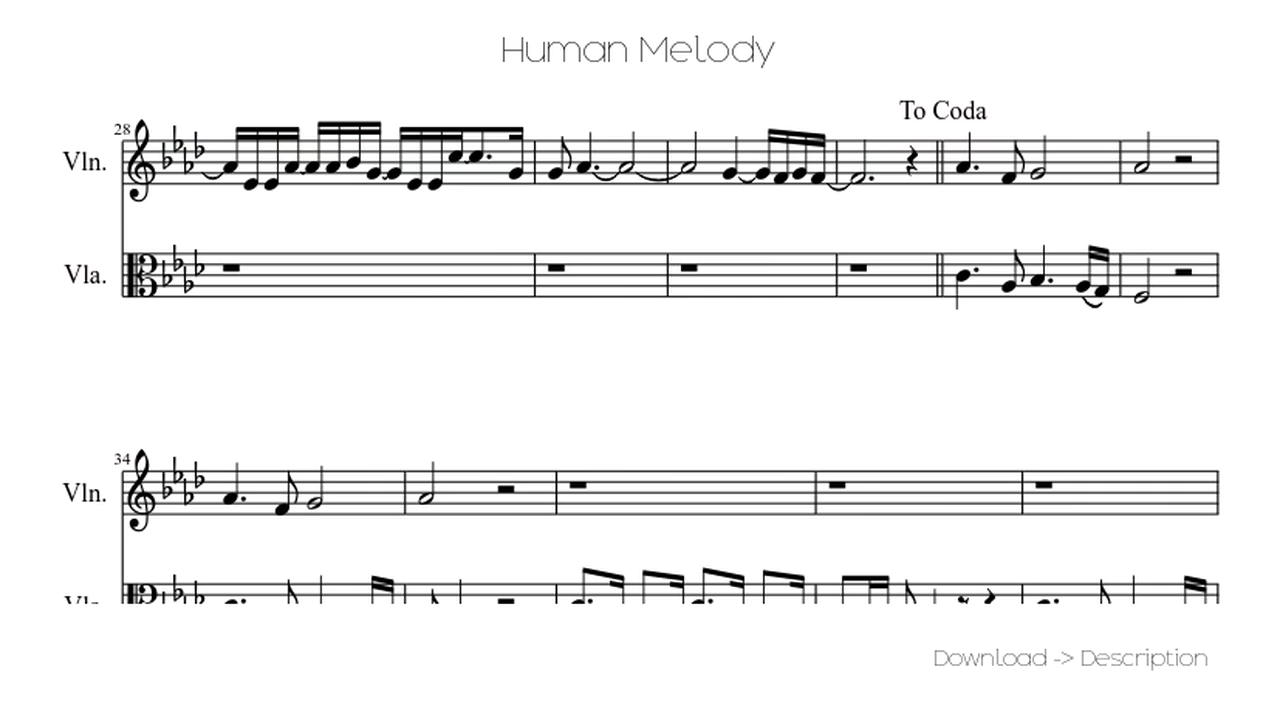 Human Melody
To Coda
28
Vln.
Vla.
34
Vln.
Download -> Description